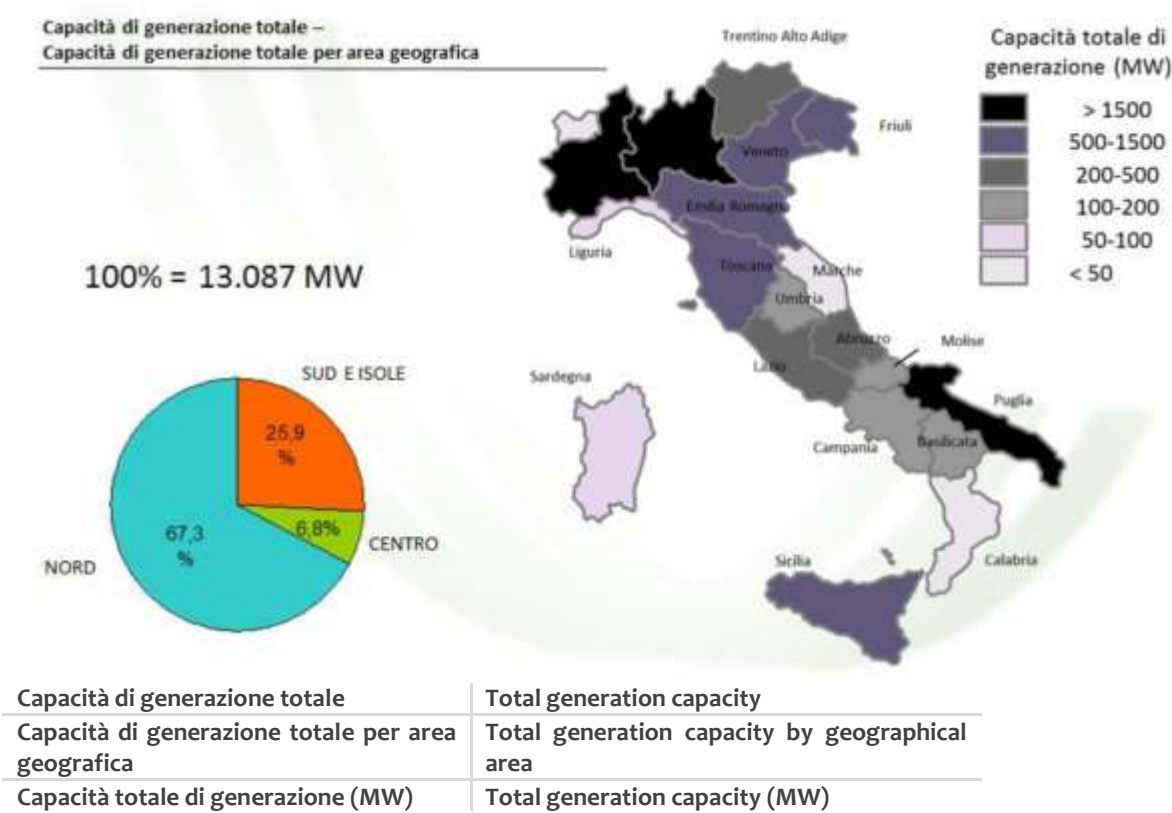 Capacità di generazione totale –
Capacità di generazione totale per area geografica
Trentino Alto Adige
Capacità totale di
generazione (MW)
> 1500
500-1500
200-500
100-200
50-100
< 50
Friuli
Veneto
Emilia Romagna
Liguria
Toscana
Marche
Umbria
100% = 13.087 MW
Abruzzo
Molise
Lazio
Sardegna
Puglia
Campania
Basilicata
Sicilia
Calabria
SUD E ISOLE
25,9
%
6,8%
CENTRO
67,3
%
NORD
Capacità di generazione totale
Total generation capacity
Capacità di generazione totale per area
geografica
Total generation capacity by geographical
area
Capacità totale di generazione (MW)
Total generation capacity (MW)